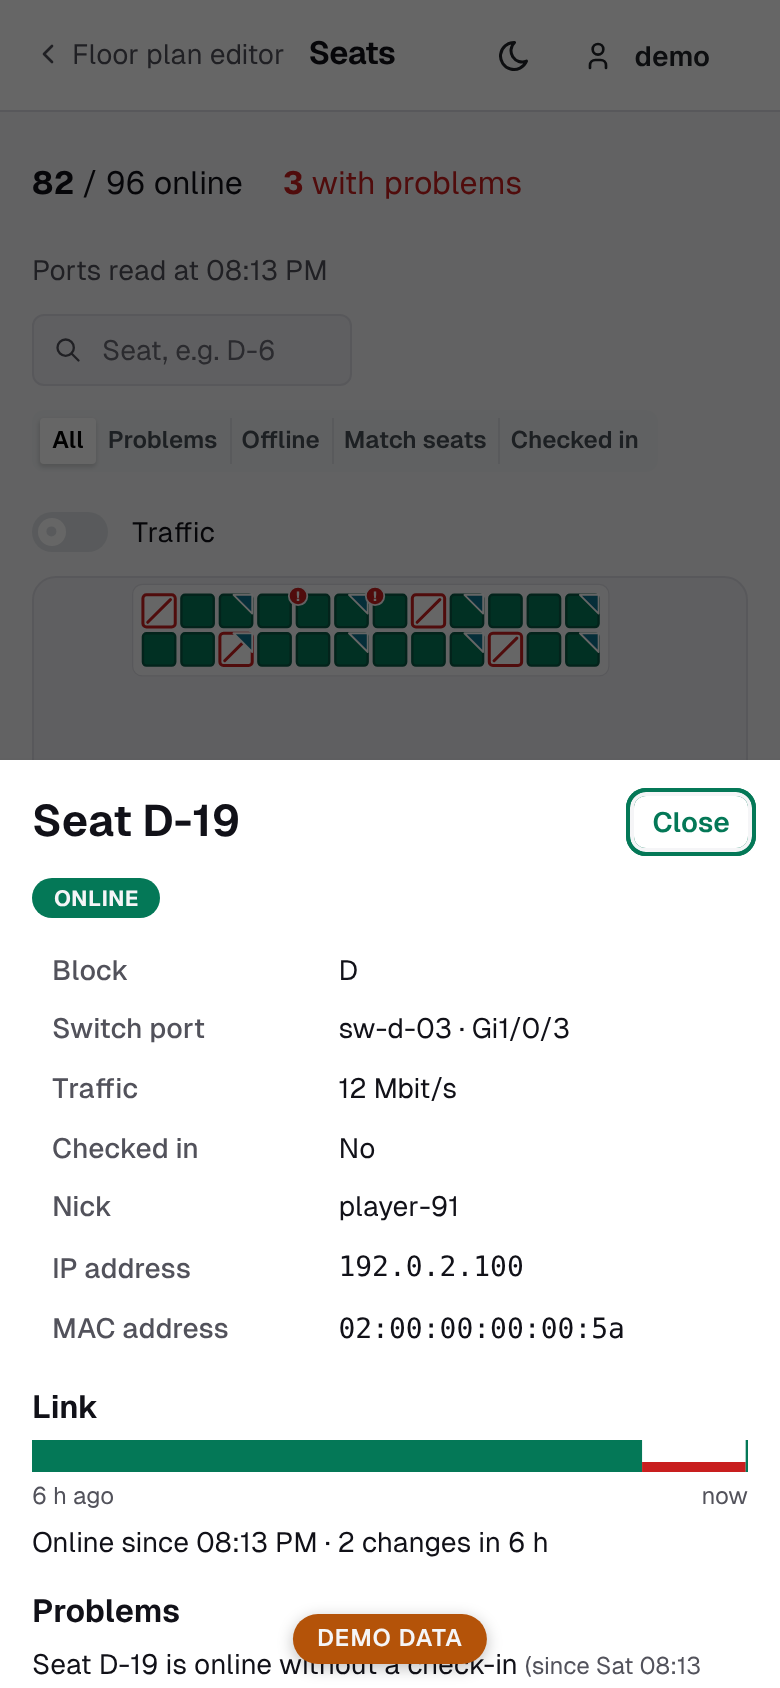 Floor plan editor Seats demo
82 / 96 online 3 with problems
Ports read at 08:13 PM
Seat, e.g. D-6
All Problems Offline Match seats Checked in
Traffic
! !
Seat D-19 Close
ONLINE
Block D
Switch port sw-d-03 · Gi1/0/3
Traffic 12 Mbit/s
Checked in No
Nick player-91
IP address 192.0.2.100
MAC address 02:00:00:00:00:5a
Link
6 h ago now
Online since 08:13 PM · 2 changes in 6 h
Problems
DEMO DATA
Seat D-19 is online without a check-in (since Sat 08:13